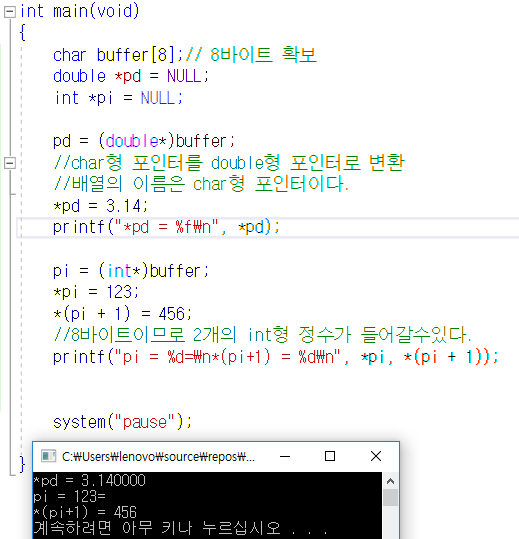 int main(void)
{
char buffer[8];// 8바이트 확보
double *pd = NULL;
int *pi = NULL;
pd = (double*)buffer;
//char형 포인터를 double형 포인터로 변환
//배열의 이름은 char형 포인터이다.
*pd = 3.14;
printf("*pd = %f₩n", *pd);
pi = (int*)buffer;
*pi = 123;
*(pi + 1) = 456;
//8바이트이므로 2개의 int형 정수가 들어갈수있다.
printf("pi = %d=₩n*(pi+1) = %d₩n", *pi, *(pi + 1));
system("pause");
}
C:₩Users₩lenovo₩source₩repos₩...
*pd = 3.140000
pi = 123=
*(pi+1) = 456
계속하려면 아무 키나 누르십시오 . . .